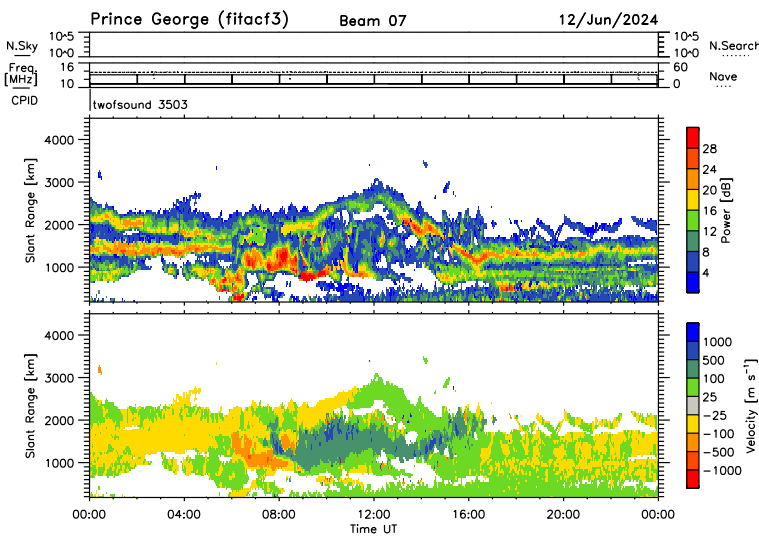 Prince George (fitacf3) Beam 07 12/Jun/2024
N.Sky 10^5 10^0 10^5 10^0 N.Search
Freq. [MHz] 16 10 60 0 Nave
CPID twofsound 3503
Slant Range [km] 4000 3000 2000 1000
Power [dB] 28 24 20 16 12 8 4
Slant Range [km] 4000 3000 2000 1000
Velocity [m s⁻¹] 1000 500 100 25 −25 −100 −500 −1000
00:00 04:00 08:00 12:00 16:00 20:00 00:00
Time UT